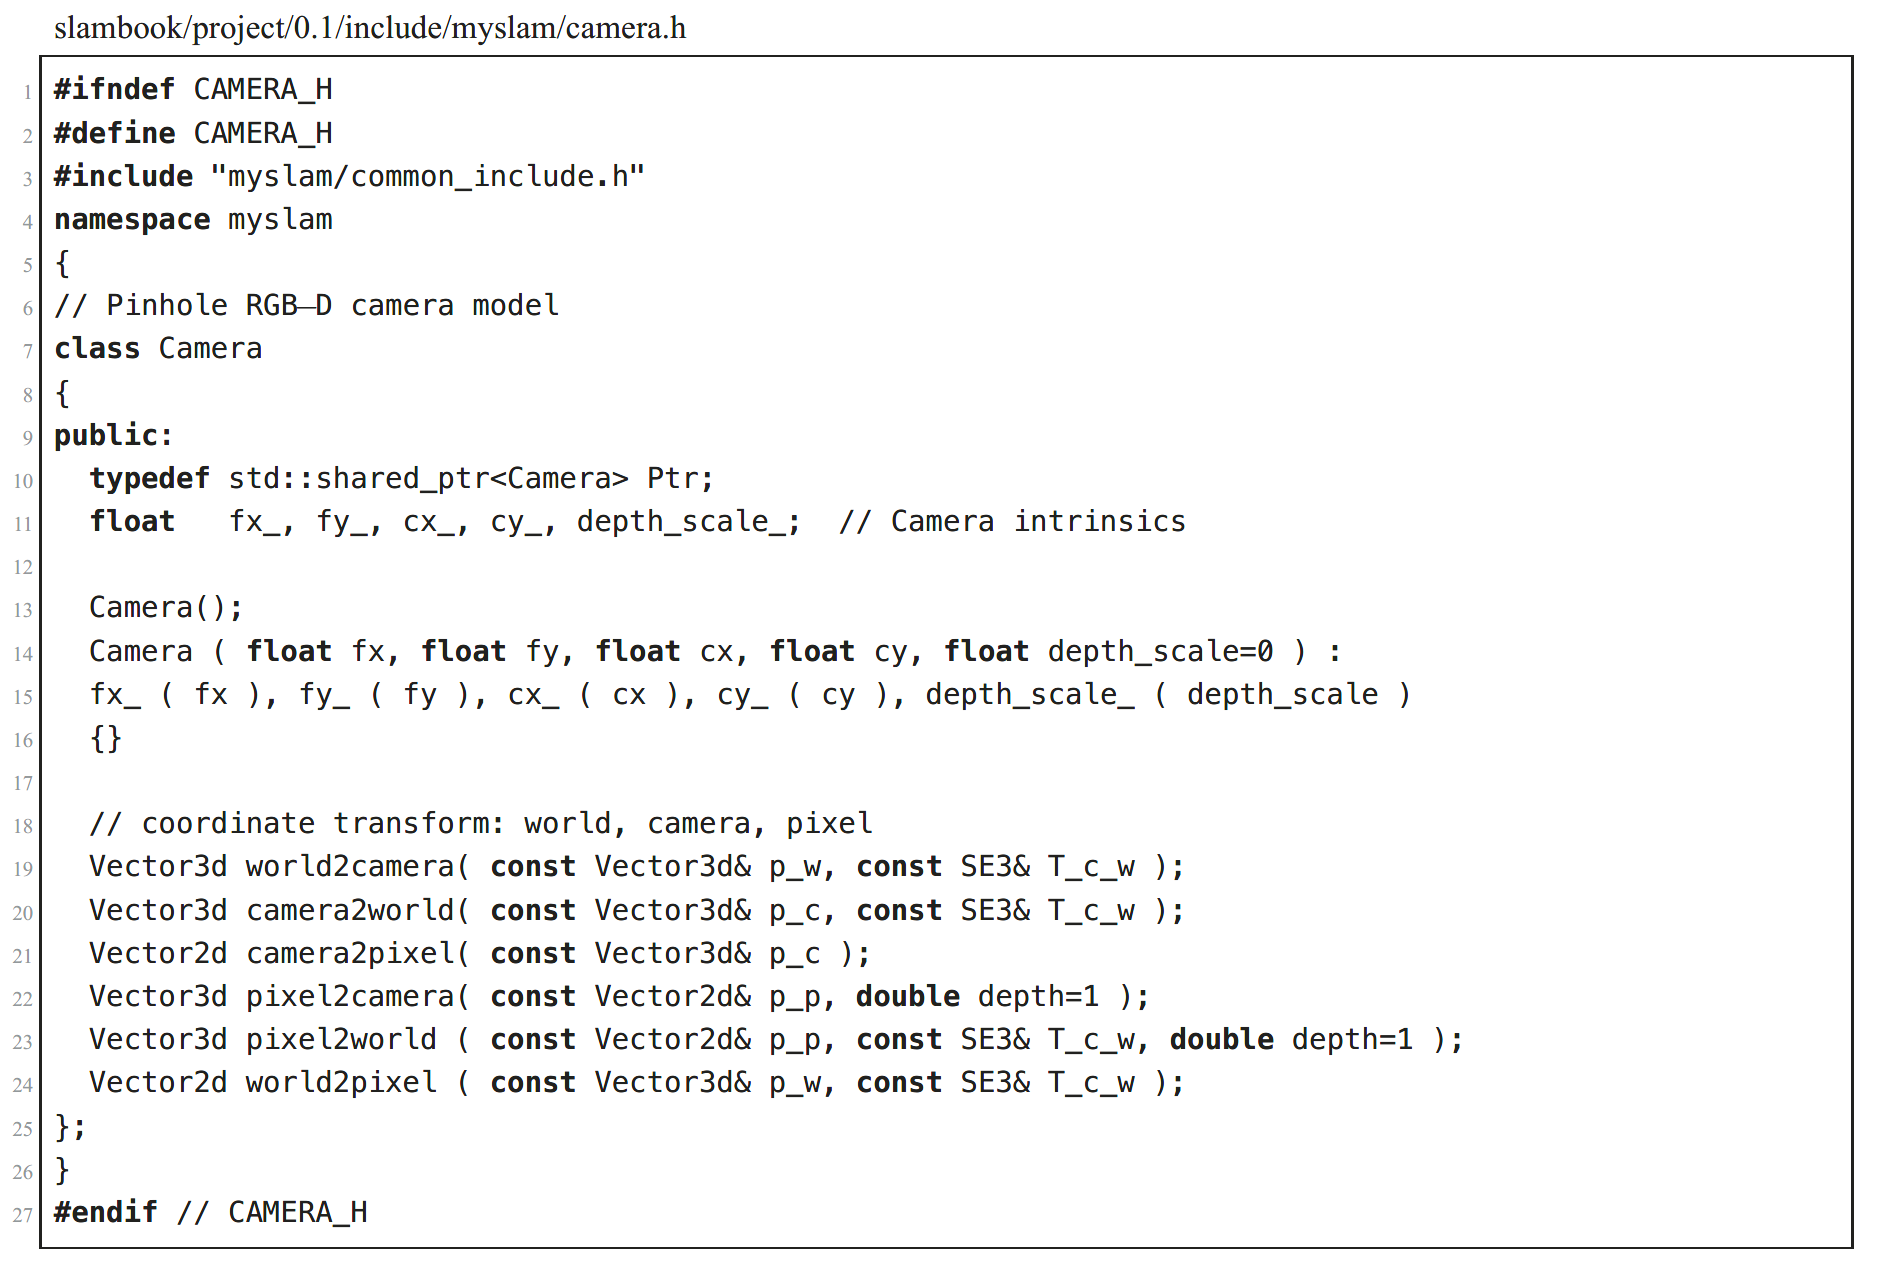 slambook/project/0.1/include/myslam/camera.h
1 #ifndef CAMERA_H
2 #define CAMERA_H
3 #include "myslam/common_include.h"
4 namespace myslam
5 {
6 // Pinhole RGB—D camera model
7 class Camera
8 {
9 public:
10   typedef std::shared_ptr<Camera> Ptr;
11   float   fx_, fy_, cx_, cy_, depth_scale_;  // Camera intrinsics
12
13   Camera();
14   Camera ( float fx, float fy, float cx, float cy, float depth_scale=0 ) :
15   fx_ ( fx ), fy_ ( fy ), cx_ ( cx ), cy_ ( cy ), depth_scale_ ( depth_scale )
16   {}
17
18   // coordinate transform: world, camera, pixel
19   Vector3d world2camera( const Vector3d& p_w, const SE3& T_c_w );
20   Vector3d camera2world( const Vector3d& p_c, const SE3& T_c_w );
21   Vector2d camera2pixel( const Vector3d& p_c );
22   Vector3d pixel2camera( const Vector2d& p_p, double depth=1 );
23   Vector3d pixel2world ( const Vector2d& p_p, const SE3& T_c_w, double depth=1 );
24   Vector2d world2pixel ( const Vector3d& p_w, const SE3& T_c_w );
25 };
26 }
27 #endif // CAMERA_H